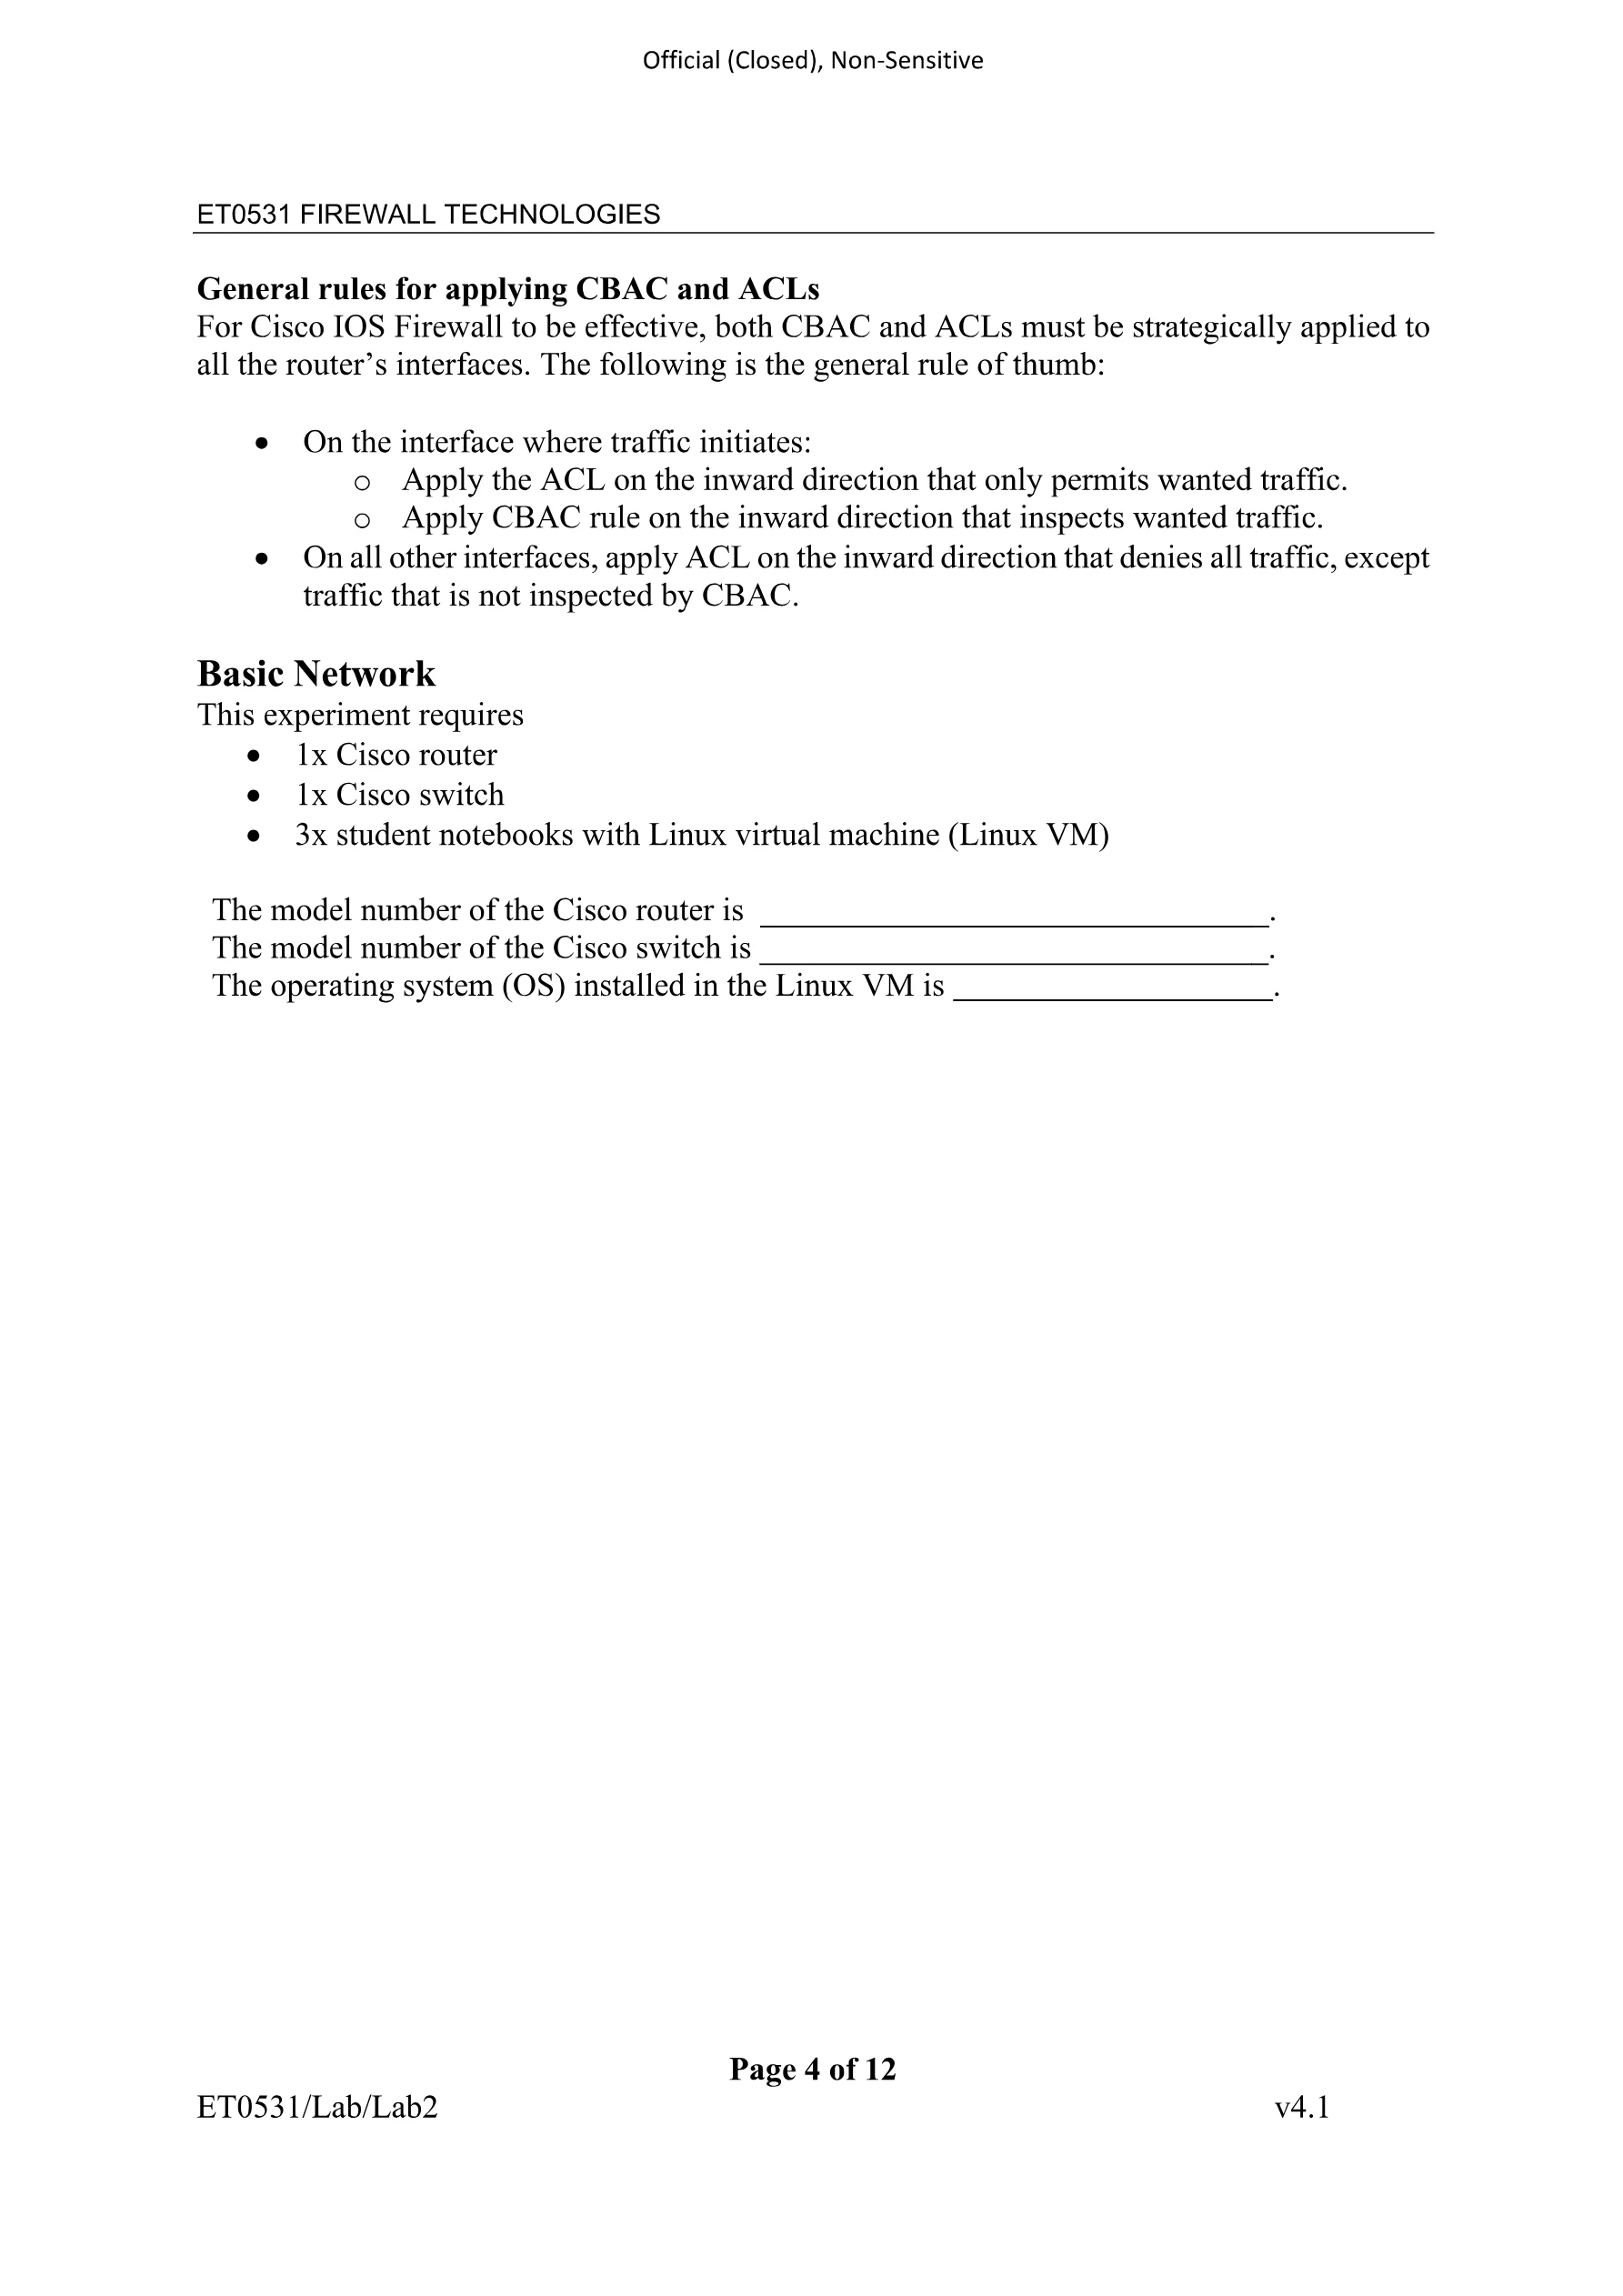 Official (Closed), Non-Sensitive
ET0531 FIREWALL TECHNOLOGIES
General rules for applying CBAC and ACLs
For Cisco IOS Firewall to be effective, both CBAC and ACLs must be strategically applied to
all the router’s interfaces. The following is the general rule of thumb:
• On the interface where traffic initiates:
o Apply the ACL on the inward direction that only permits wanted traffic.
o Apply CBAC rule on the inward direction that inspects wanted traffic.
• On all other interfaces, apply ACL on the inward direction that denies all traffic, except
traffic that is not inspected by CBAC.
Basic Network
This experiment requires
• 1x Cisco router
• 1x Cisco switch
• 3x student notebooks with Linux virtual machine (Linux VM)
The model number of the Cisco router is ______________________________.
The model number of the Cisco switch is ______________________________.
The operating system (OS) installed in the Linux VM is ___________________.
Page 4 of 12
ET0531/Lab/Lab2 v4.1